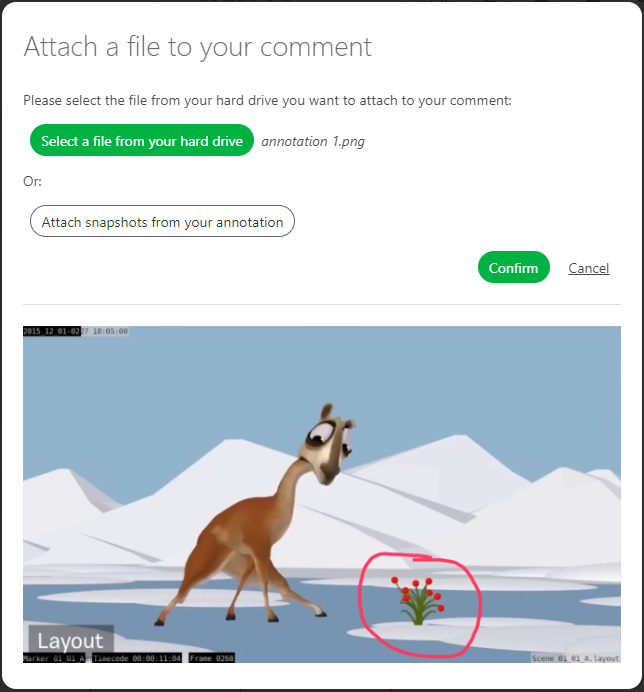 Attach a file to your comment
Please select the file from your hard drive you want to attach to your comment:
Select a file from your hard drive annotation 1.png
Or:
Attach snapshots from your annotation
Confirm Cancel
2015 12 01-02 18:05:00
Layout
Marker 01_01_A Timecode 00:00:11:04 Frame 0268 Scene 01_01_A.layout